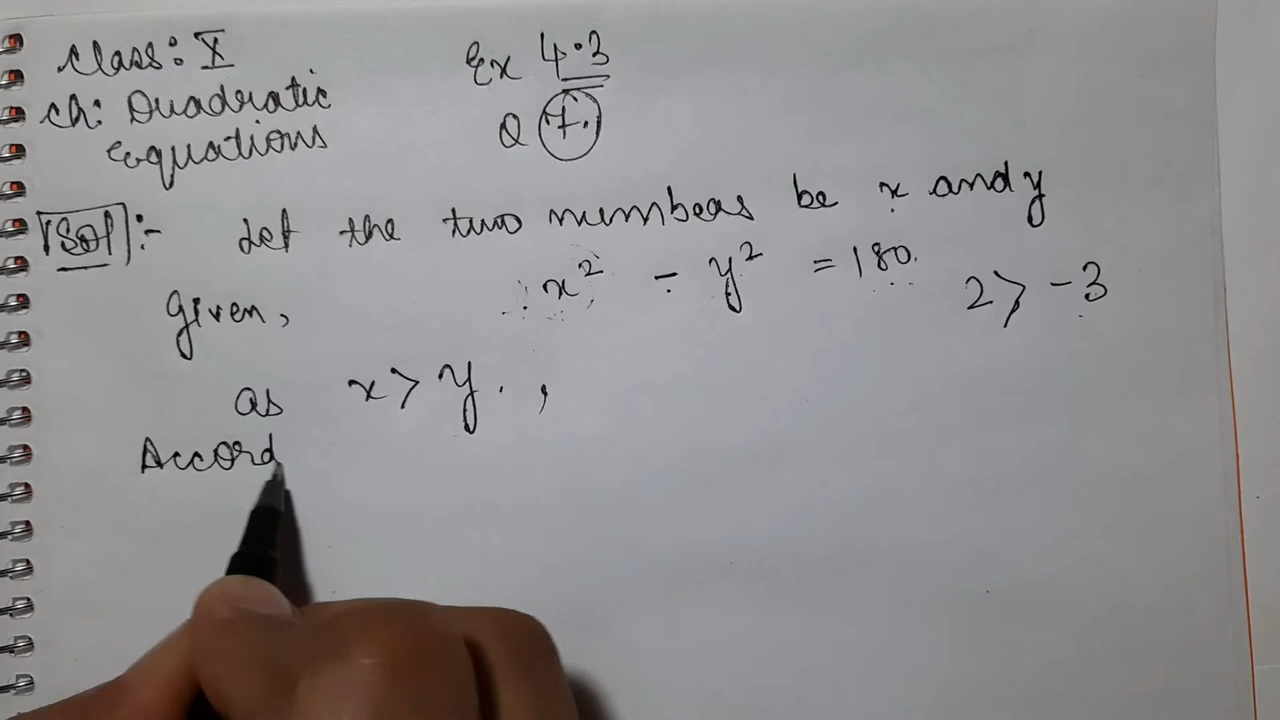 Class: X
Ch: Quadratic
Equations
Ex 4.3
Q 7.
Sol:- Let the two numbers be x and y
Given, x² - y² = 180. 2 > -3
as x > y. ,
Accord